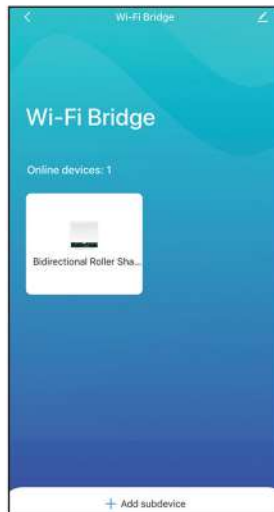 Wi-Fi Bridge
Wi-Fi Bridge
Online devices: 1
Bidirectional Roller Sha...
+ Add subdevice